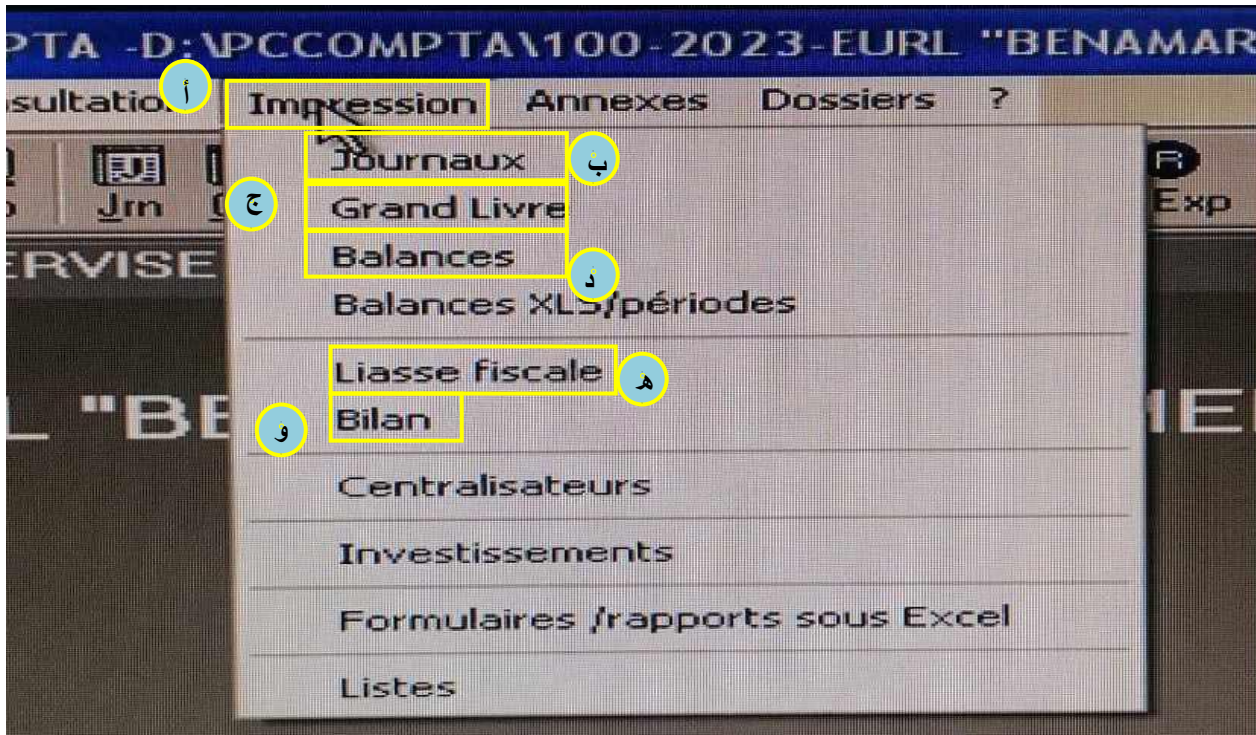 PTA -D:\PCCOMPTA\100-2023-EURL "BENAMAR
sultatio أ Impression Annexes Dossiers ?
Journaux ب
Jrn ج Grand Livre Exp
ERVISE Balances د
Balances XLS/périodes
Liasse fiscale ه
L "BE و Bilan ME
Centralisateurs
Investissements
Formulaires /rapports sous Excel
Listes